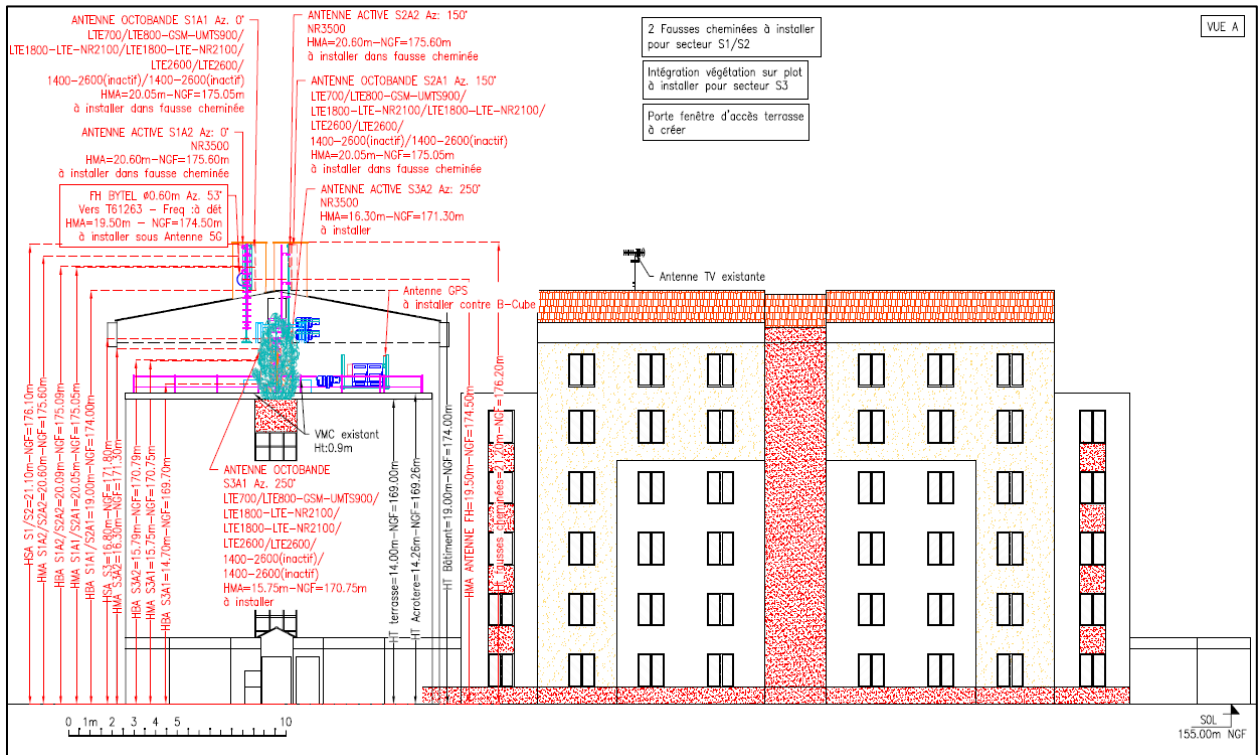 ANTENNE OCTOBANDE S1A1 Az. 0°
LTE700/LTE800-GSM-UMTS900/
LTE1800-LTE-NR2100/LTE1800-LTE-NR2100/
LTE2600/LTE2600/
1400-2600(inactif)/1400-2600(inactif)
HMA=20.05m-NGF=175.05m
à installer dans fausse cheminée
ANTENNE ACTIVE S1A2 Az: 0°
NR3500
HMA=20.60m-NGF=175.60m
à installer dans fausse cheminée
FH BYTEL ø0.60m Az. 53°
Vers T61263 - Freq :à dét
HMA=19.50m - NGF=174.50m
à installer sous Antenne 5G
ANTENNE ACTIVE S2A2 Az: 150°
NR3500
HMA=20.60m-NGF=175.60m
à installer dans fausse cheminée
ANTENNE OCTOBANDE S2A1 Az. 150°
LTE700/LTE800-GSM-UMTS900/
LTE1800-LTE-NR2100/LTE1800-LTE-NR2100/
LTE2600/LTE2600/
1400-2600(inactif)/1400-2600(inactif)
HMA=20.05m-NGF=175.05m
à installer dans fausse cheminée
ANTENNE ACTIVE S3A2 Az: 250°
NR3500
HMA=16.30m-NGF=171.30m
à installer
2 Fausses cheminées à installer
pour secteur S1/S2
Intégration végétation sur plot
à installer pour secteur S3
Porte fenêtre d'accès terrasse
à créer
VUE A
Antenne TV existante
Antenne GPS
à installer contre B-Cube
VMC existant
Ht:0.9m
ANTENNE OCTOBANDE
S3A1 Az. 250°
LTE700/LTE800-GSM-UMTS900/
LTE1800-LTE-NR2100/
LTE1800-LTE-NR2100/
LTE2600/LTE2600/
1400-2600(inactif)/
1400-2600(inactif)
HMA=15.75m-NGF=170.75m
à installer
HSA S1/S2=21.10m-NGF=176.10m
HMA S1A2/S2A2=20.60m-NGF=175.60m
HBA S1A2/S2A2=20.09m-NGF=175.09m
HMA S1A1/S2A1=20.05m-NGF=175.05m
HBA S1A1/S2A1=19.00m-NGF=174.00m
HSA S3=16.80m-NGF=171.80m
HMA S3A2=16.30m-NGF=171.30m
HBA S3A2=15.79m-NGF=170.79m
HMA S3A1=15.75m-NGF=170.75m
HBA S3A1=14.70m-NGF=169.70m
HT terrasse=14.00m-NGF=169.00m
HT Acrotere=14.26m-NGF=169.26m
HT Bâtiment=19.00m-NGF=174.00m
HMA ANTENNE FH=19.50m-NGF=174.50m
HT fausses cheminées=21.20m-NGF=176.20m
0 1m 2 3 4 5 10
SOL
155.00m NGF